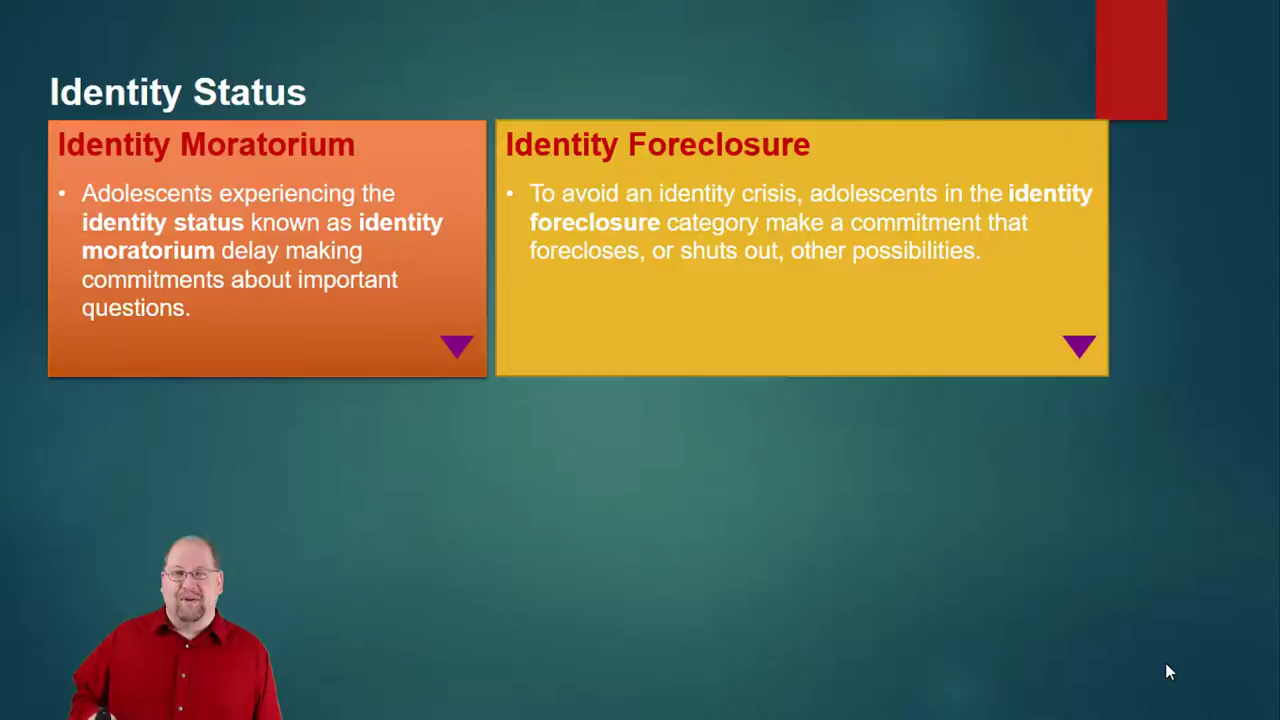 Identity Status
Identity Moratorium
• Adolescents experiencing the
identity status known as identity
moratorium delay making
commitments about important
questions.
Identity Foreclosure
• To avoid an identity crisis, adolescents in the identity
foreclosure category make a commitment that
forecloses, or shuts out, other possibilities.